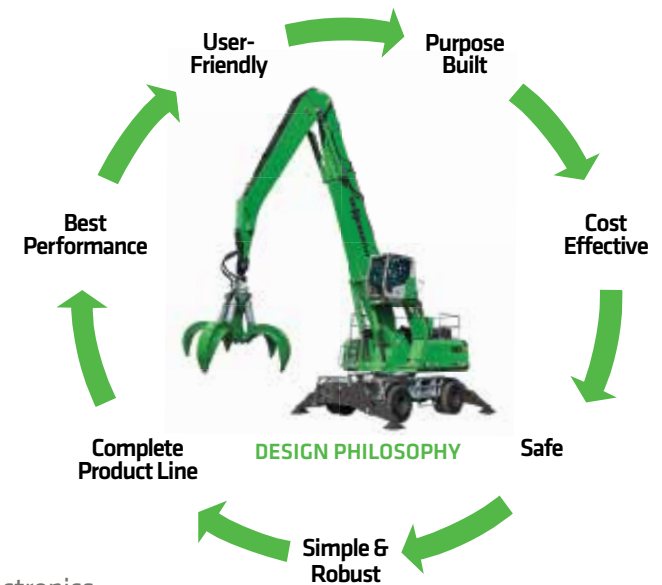 User-
Friendly
Purpose
Built
Cost
Effective
Safe
Simple &
Robust
Complete
Product Line
Best
Performance
DESIGN PHILOSOPHY